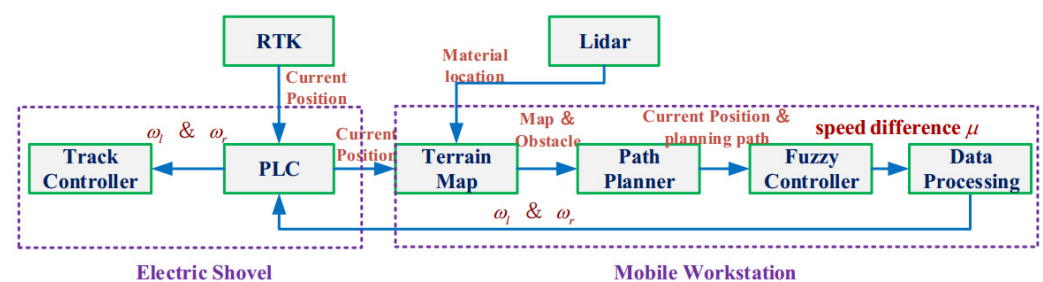 RTK
Lidar
Current
Position
Material
location
ω_l & ω_r
Track
Controller
PLC
Current
Position
Terrain
Map
Map &
Obstacle
Path
Planner
Current Position &
planning path
Fuzzy
Controller
speed difference μ
Data
Processing
ω_l & ω_r
Electric Shovel
Mobile Workstation